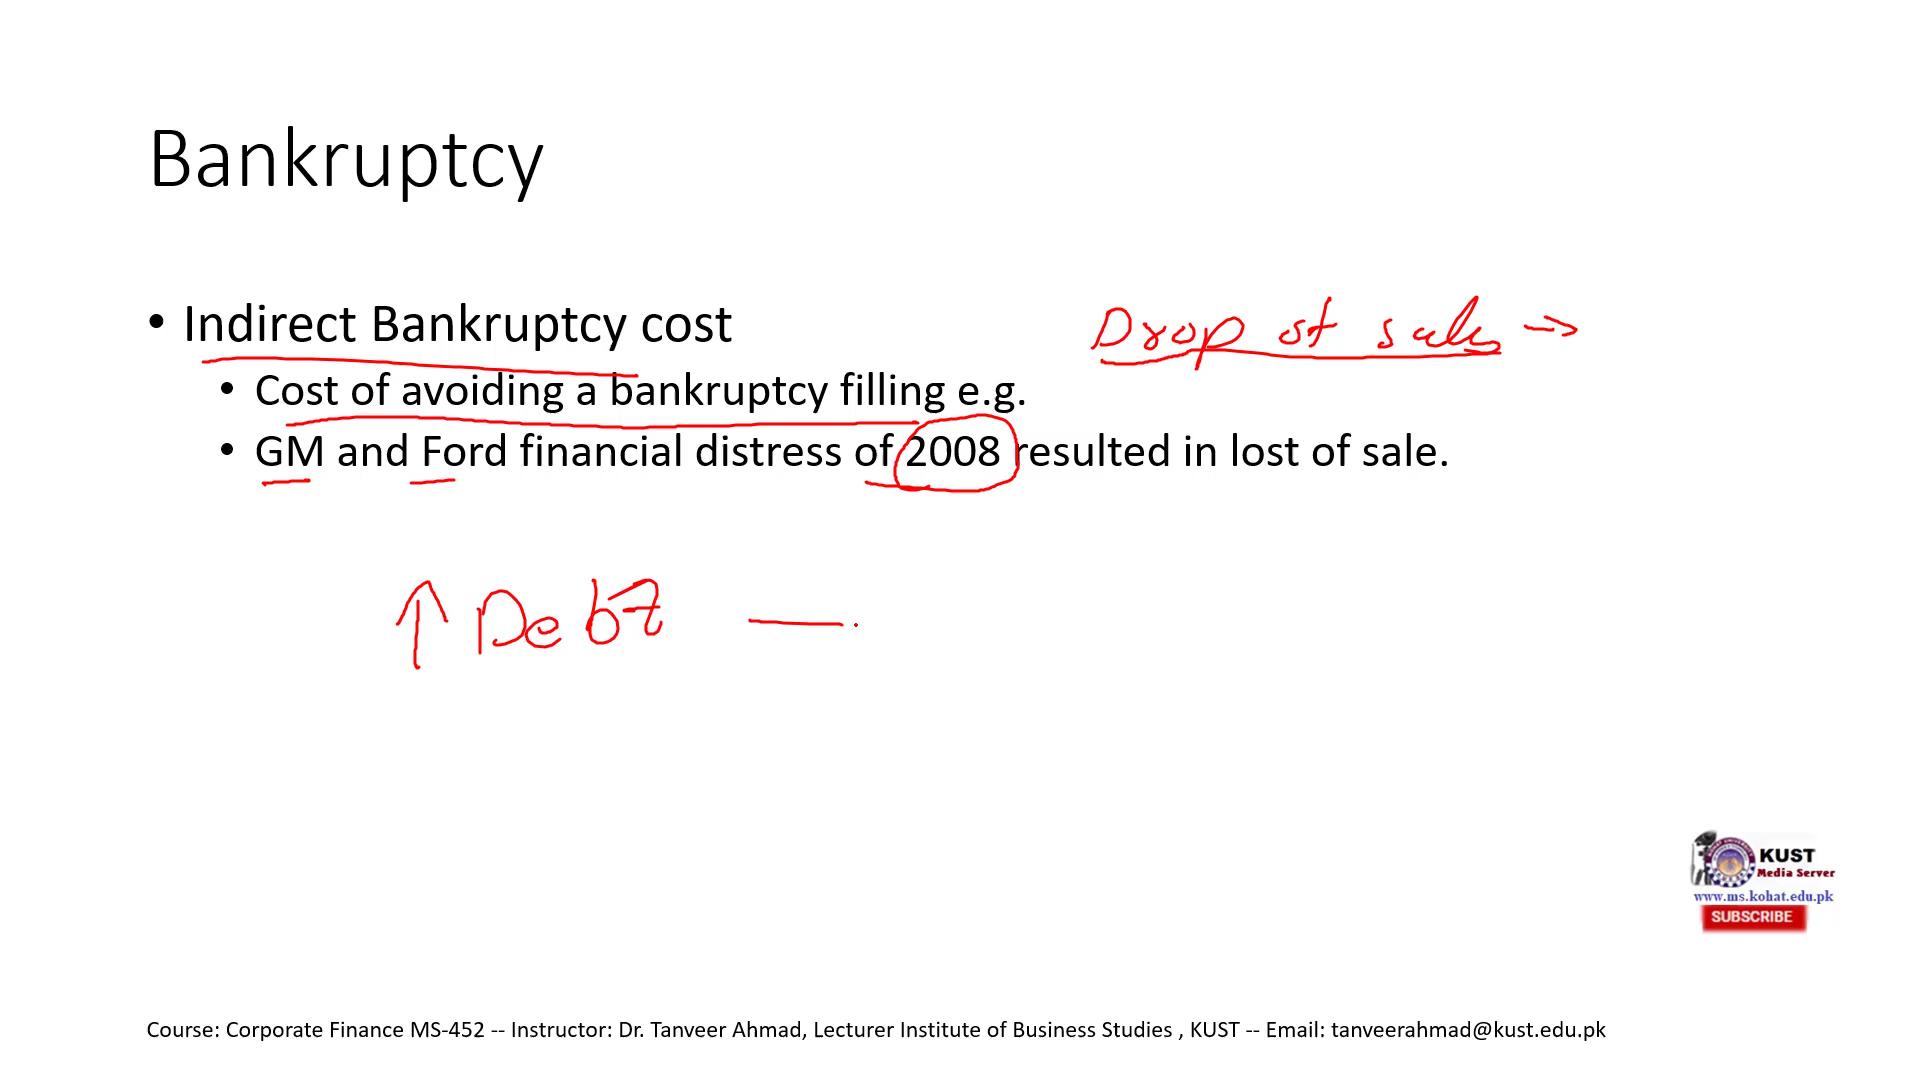 Bankruptcy
• Indirect Bankruptcy cost
Drop of sales →
• Cost of avoiding a bankruptcy filling e.g.
• GM and Ford financial distress of 2008 resulted in lost of sale.
↑ Debt —
KUST
Media Server
www.ms.kohat.edu.pk
SUBSCRIBE
Course: Corporate Finance MS-452 -- Instructor: Dr. Tanveer Ahmad, Lecturer Institute of Business Studies , KUST -- Email: tanveerahmad@kust.edu.pk